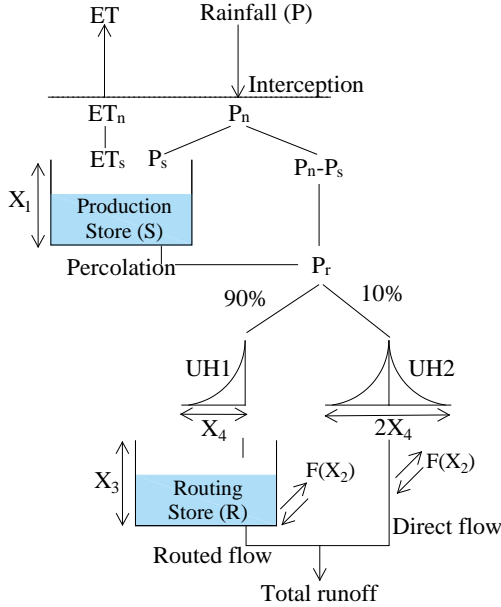 ET
Rainfall (P)
Interception
ETₙ
Pₙ
ETₛ
Pₛ
Pₙ-Pₛ
X₁
Production
Store (S)
Percolation
Pᵣ
90%
10%
UH1
UH2
X₄
2X₄
X₃
Routing
Store (R)
F(X₂)
F(X₂)
Direct flow
Routed flow
Total runoff